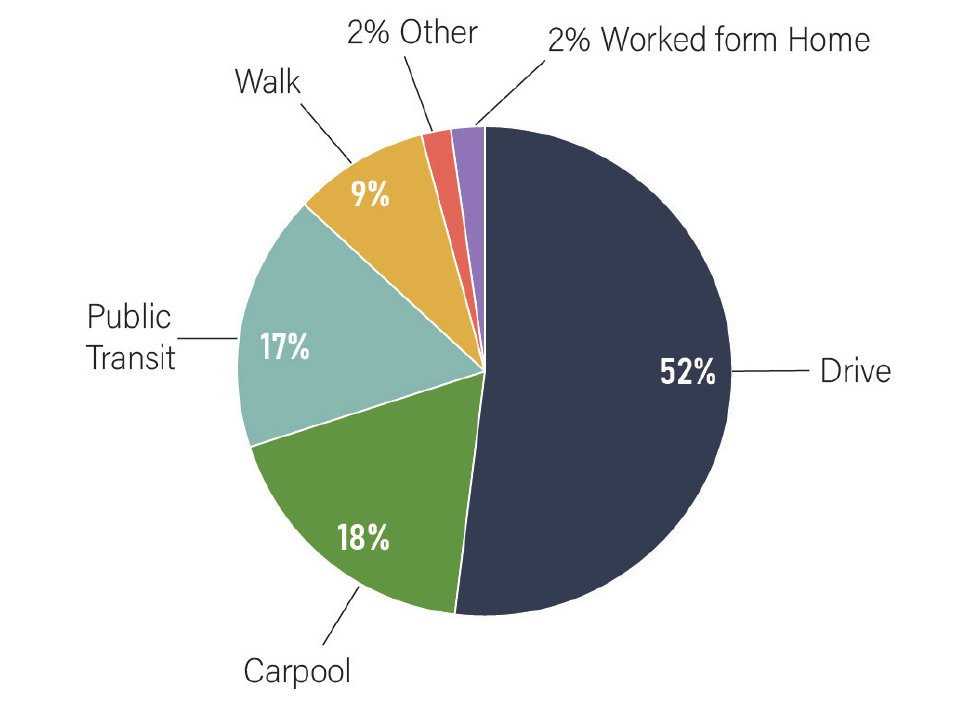 2% Other
2% Worked form Home
Walk
9%
Public
Transit
17%
52%
Drive
18%
Carpool